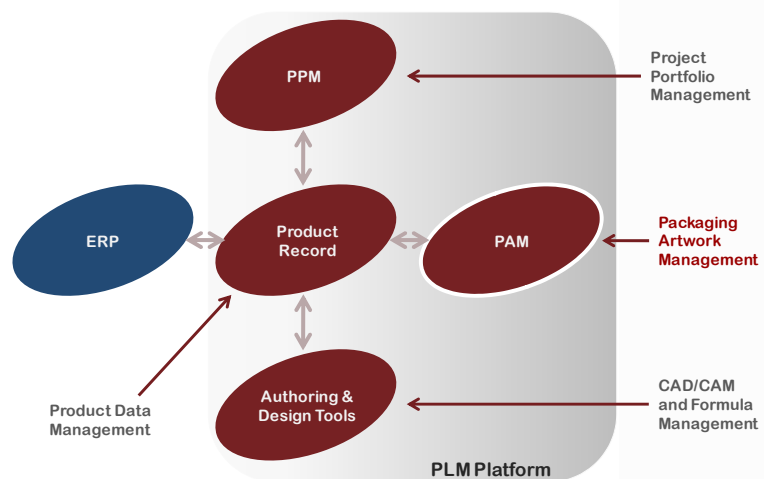 PPM
Project
Portfolio
Management
ERP
Product
Record
PAM
Packaging
Artwork
Management
Authoring &
Design Tools
CAD/CAM
and Formula
Management
Product Data
Management
PLM Platform